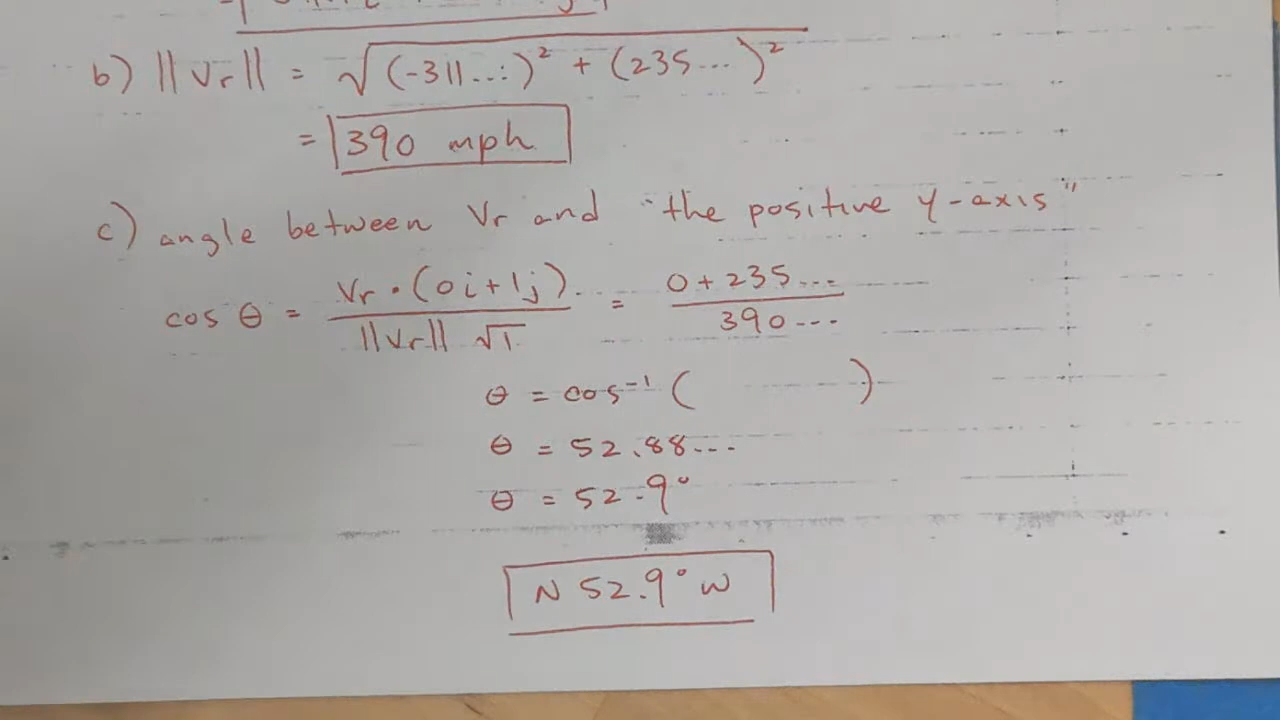 b) ||Vr|| = √(-311...)² + (235...)²
= 390 mph
c) angle between Vr and "the positive y-axis"
cos θ = Vr • (0i+1j) / ||Vr|| √1 = 0 + 235... / 390...
θ = cos⁻¹ (          )
θ = 52.88...
θ = 52.9°
N 52.9° W